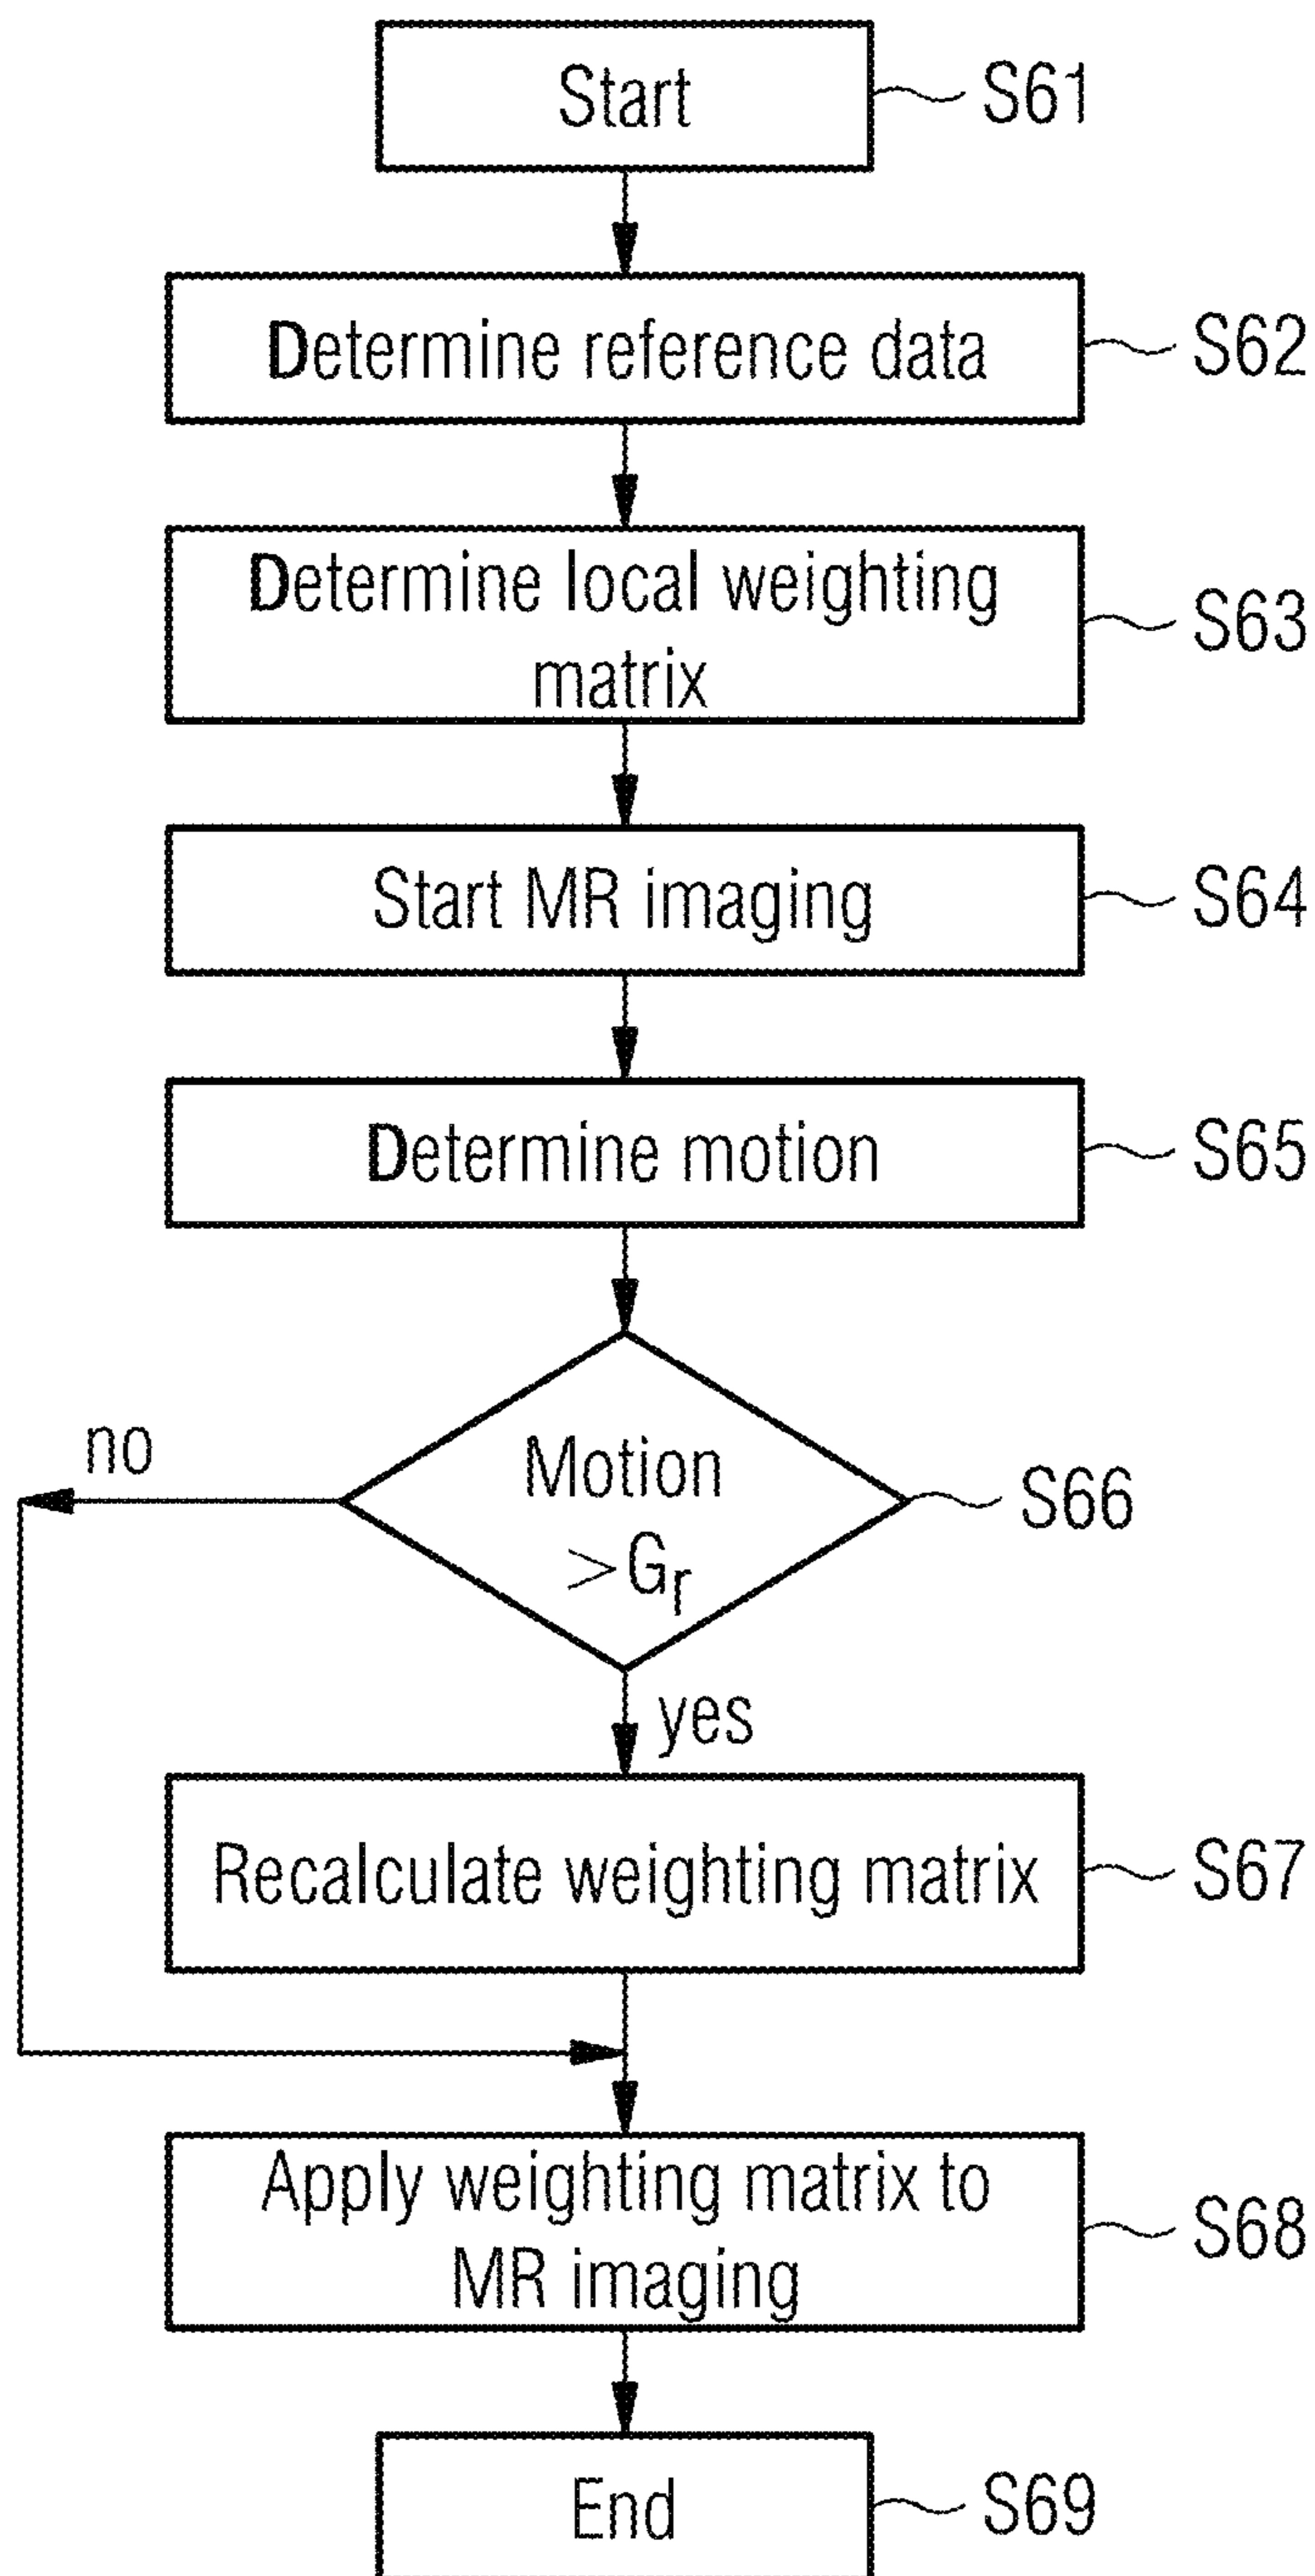 Start
S61
Determine reference data
S62
Determine local weighting
matrix
S63
Start MR imaging
S64
Determine motion
S65
no
Motion
>Gr
S66
yes
Recalculate weighting matrix
S67
Apply weighting matrix to
MR imaging
S68
End
S69